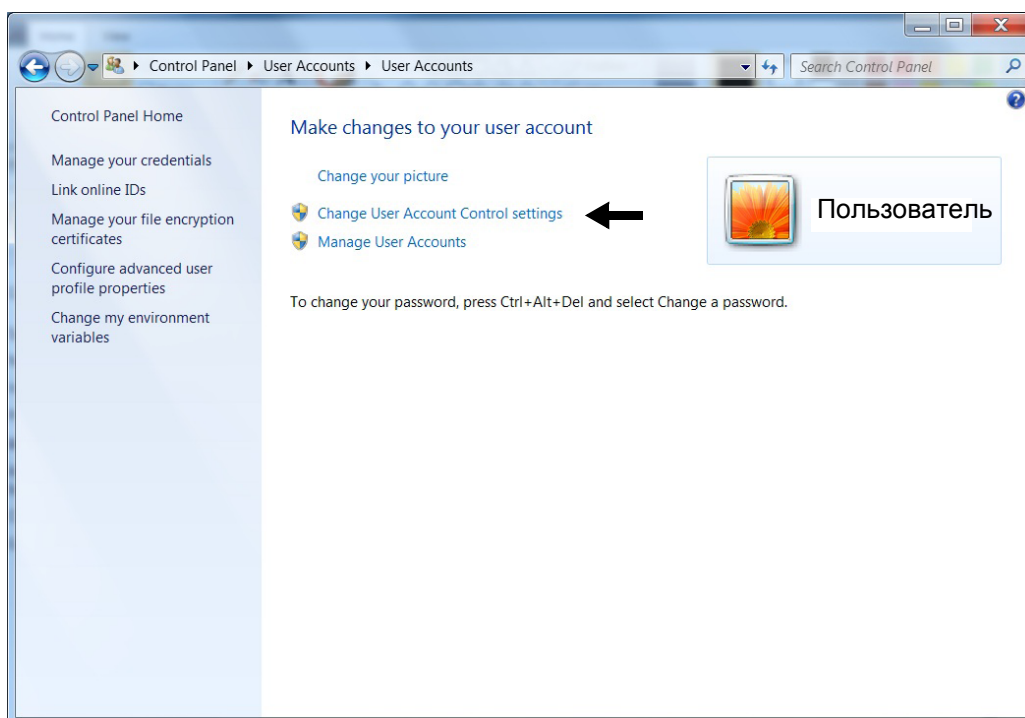 Control Panel User Accounts User Accounts
Search Control Panel
Control Panel Home
Manage your credentials
Link online IDs
Manage your file encryption
certificates
Configure advanced user
profile properties
Change my environment
variables
Make changes to your user account
Change your picture
Change User Account Control settings
Manage User Accounts
Пользователь
To change your password, press Ctrl+Alt+Del and select Change a password.